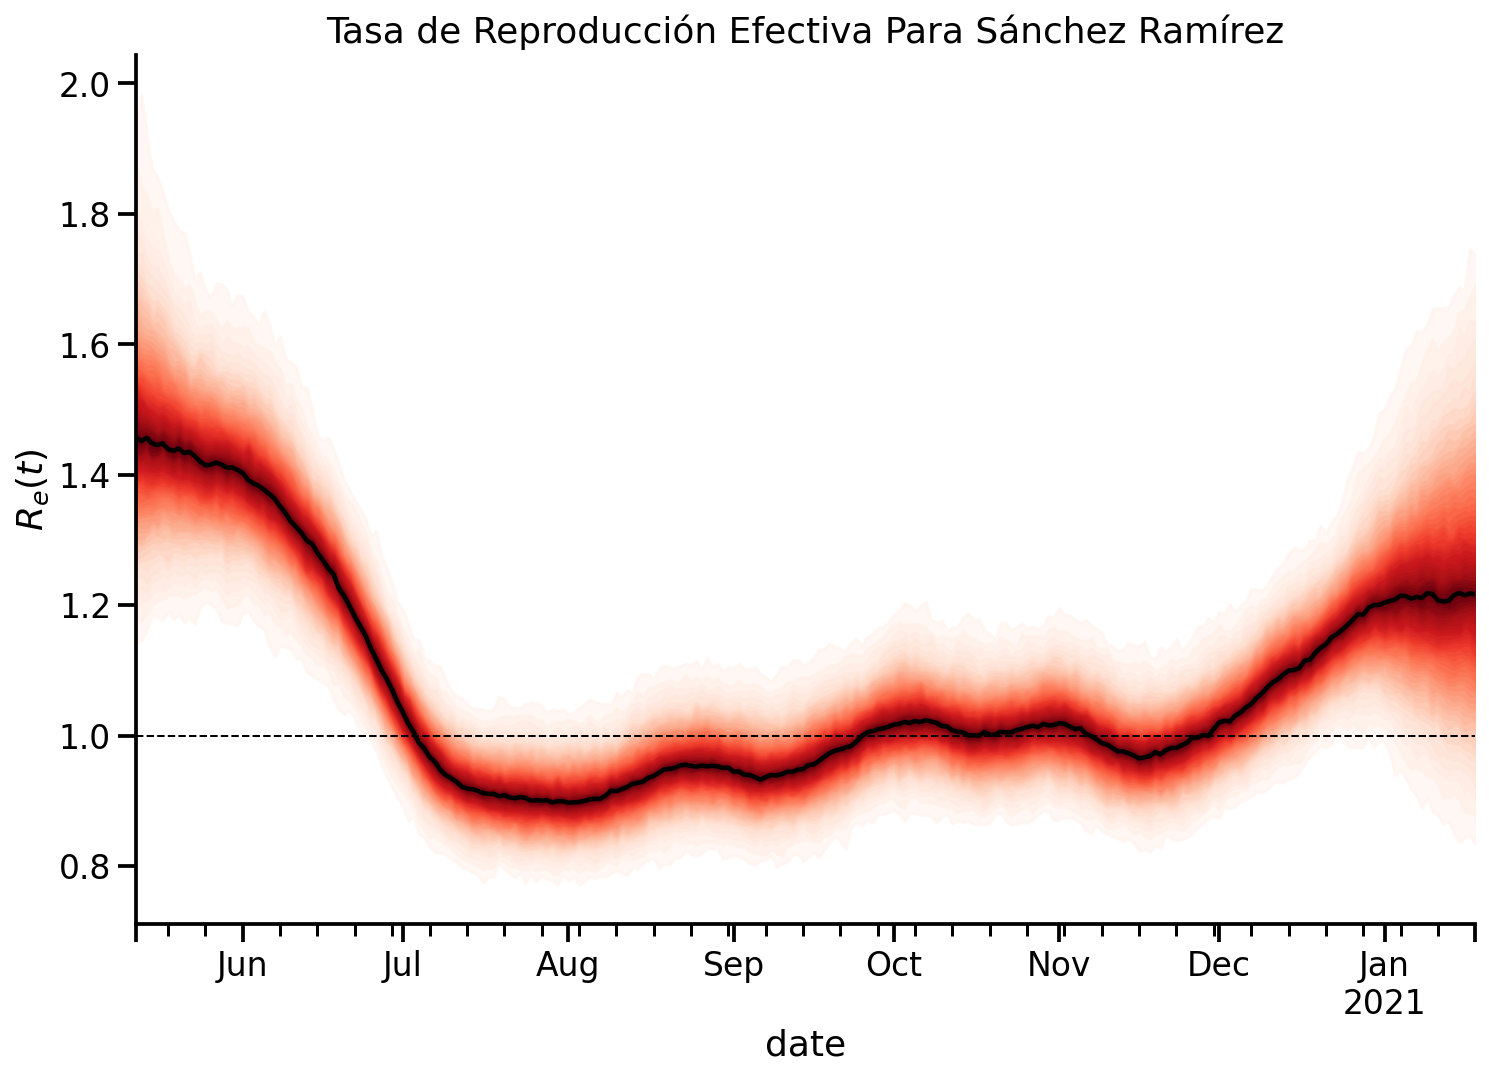 Tasa de Reproducción Efectiva Para Sánchez Ramírez
2.0
1.8
1.6
1.4
1.2
1.0
0.8
Rₑ(t)
Jun Jul Aug Sep Oct Nov Dec Jan
2021
date